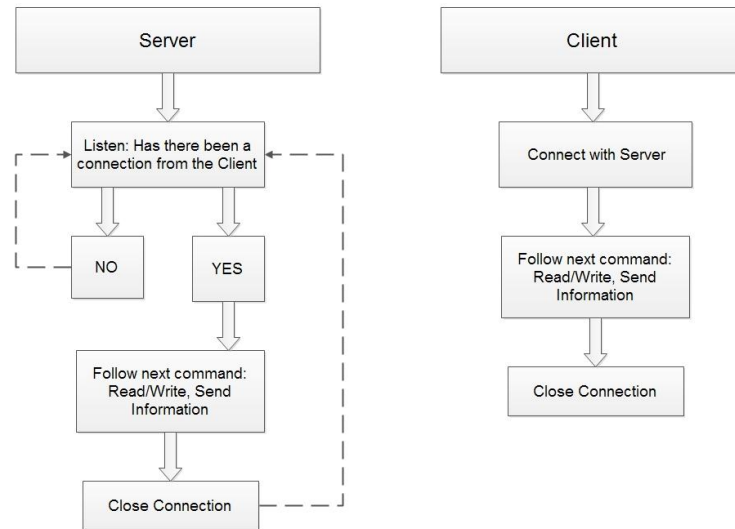 Server
Listen: Has there been a
connection from the Client
NO
YES
Follow next command:
Read/Write, Send
Information
Close Connection
Client
Connect with Server
Follow next command:
Read/Write, Send
Information
Close Connection